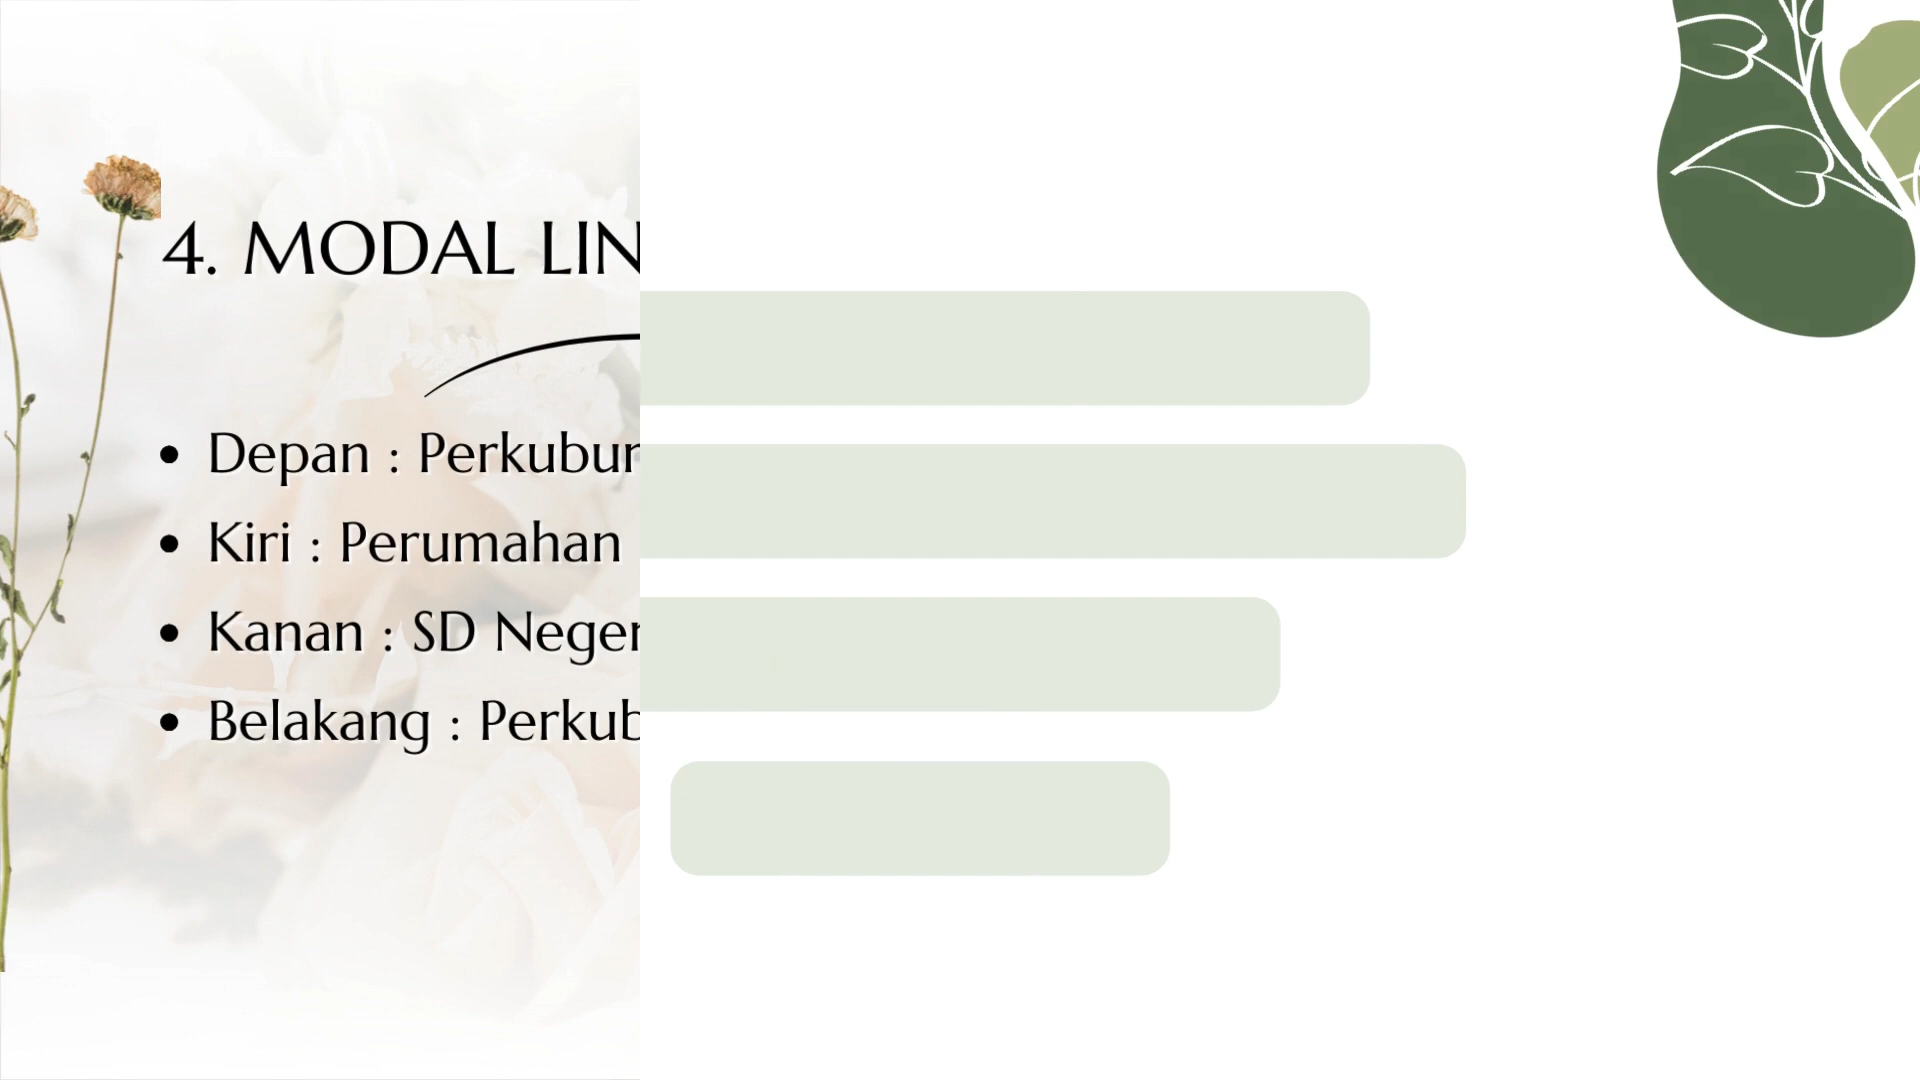 4. MODAL LIN
• Depan : Perkubur
• Kiri : Perumahan
• Kanan : SD Neger
• Belakang : Perkub